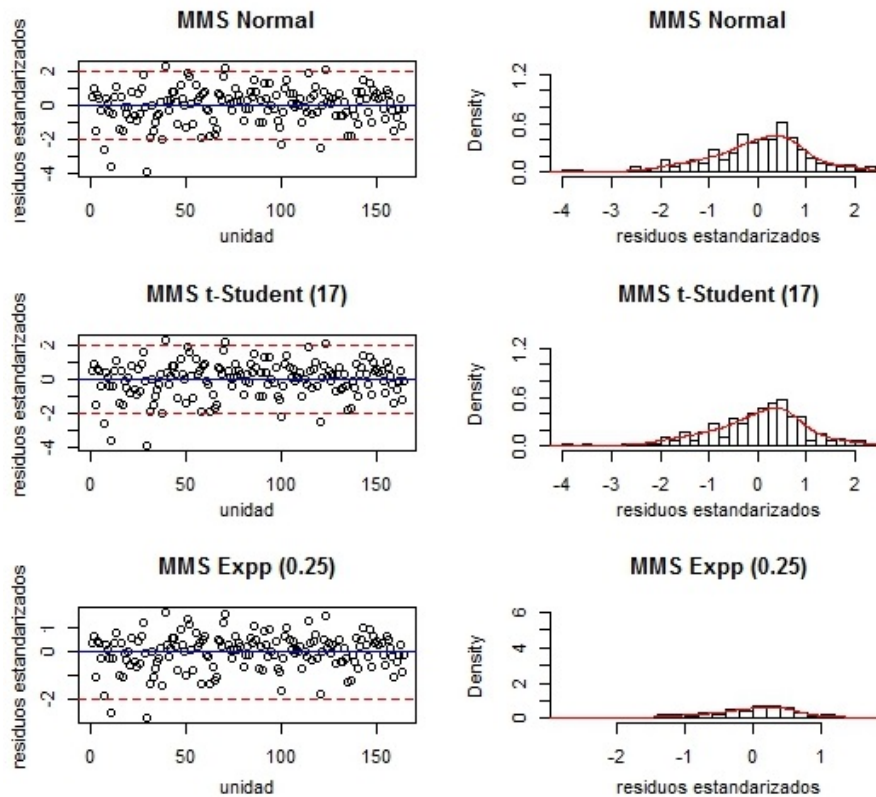 MMS Normal
residuos estandarizados
2
0
-2
-4
0 50 100 150
unidad
MMS Normal
Density
1.2
0.6
0.0
-4 -3 -2 -1 0 1 2
residuos estandarizados
MMS t-Student (17)
residuos estandarizados
2
0
-2
-4
0 50 100 150
unidad
MMS t-Student (17)
Density
1.2
0.6
0.0
-4 -3 -2 -1 0 1 2
residuos estandarizados
MMS Expp (0.25)
residuos estandarizados
1
0
-2
0 50 100 150
unidad
MMS Expp (0.25)
Density
6
4
2
0
-2 -1 0 1
residuos estandarizados